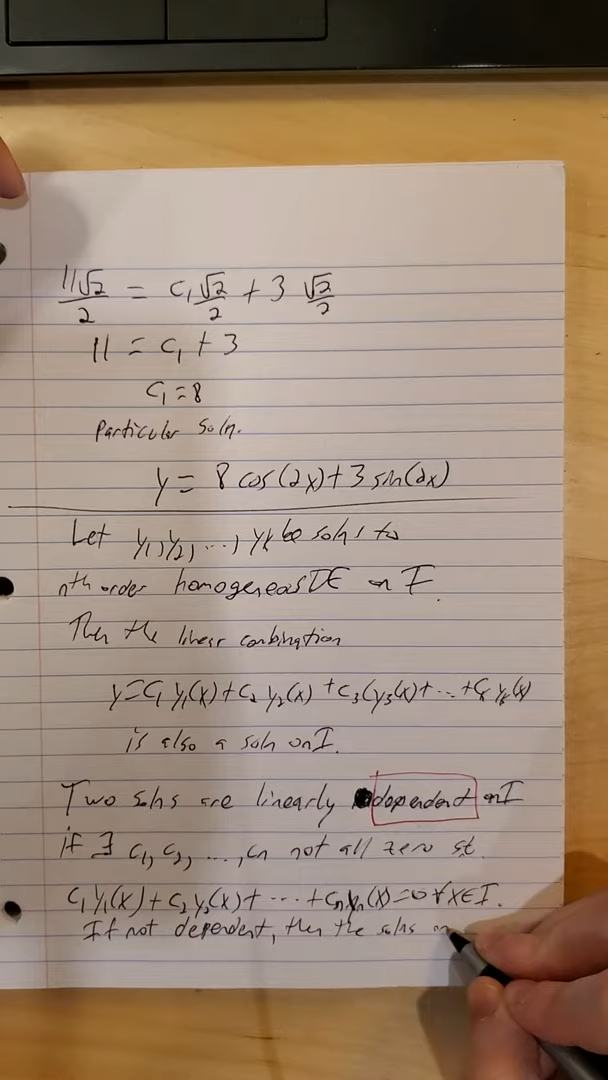 11√2/2 = c₁ √2/2 + 3 √2/2
11 = c₁ + 3
c₁ = 8
Particular soln.
y = 8 cos(2x) + 3 sin(2x)
Let y₁, y₂, ..., yₖ be solns to
nth order homogeneous DE on I.
Then the linear combination
y = c₁ y₁(x) + c₂ y₂(x) + c₃(y₃(x) + ... + cₖ yₖ(x)
is also a soln on I.
Two solns are linearly dependent on I
if ∃ c₁, c₂, ..., cn not all zero st.
c₁ y₁(x) + c₂ y₂(x) + ... + cn yn(x) = 0 ∀ x ∈ I.
If not dependent, then the solns